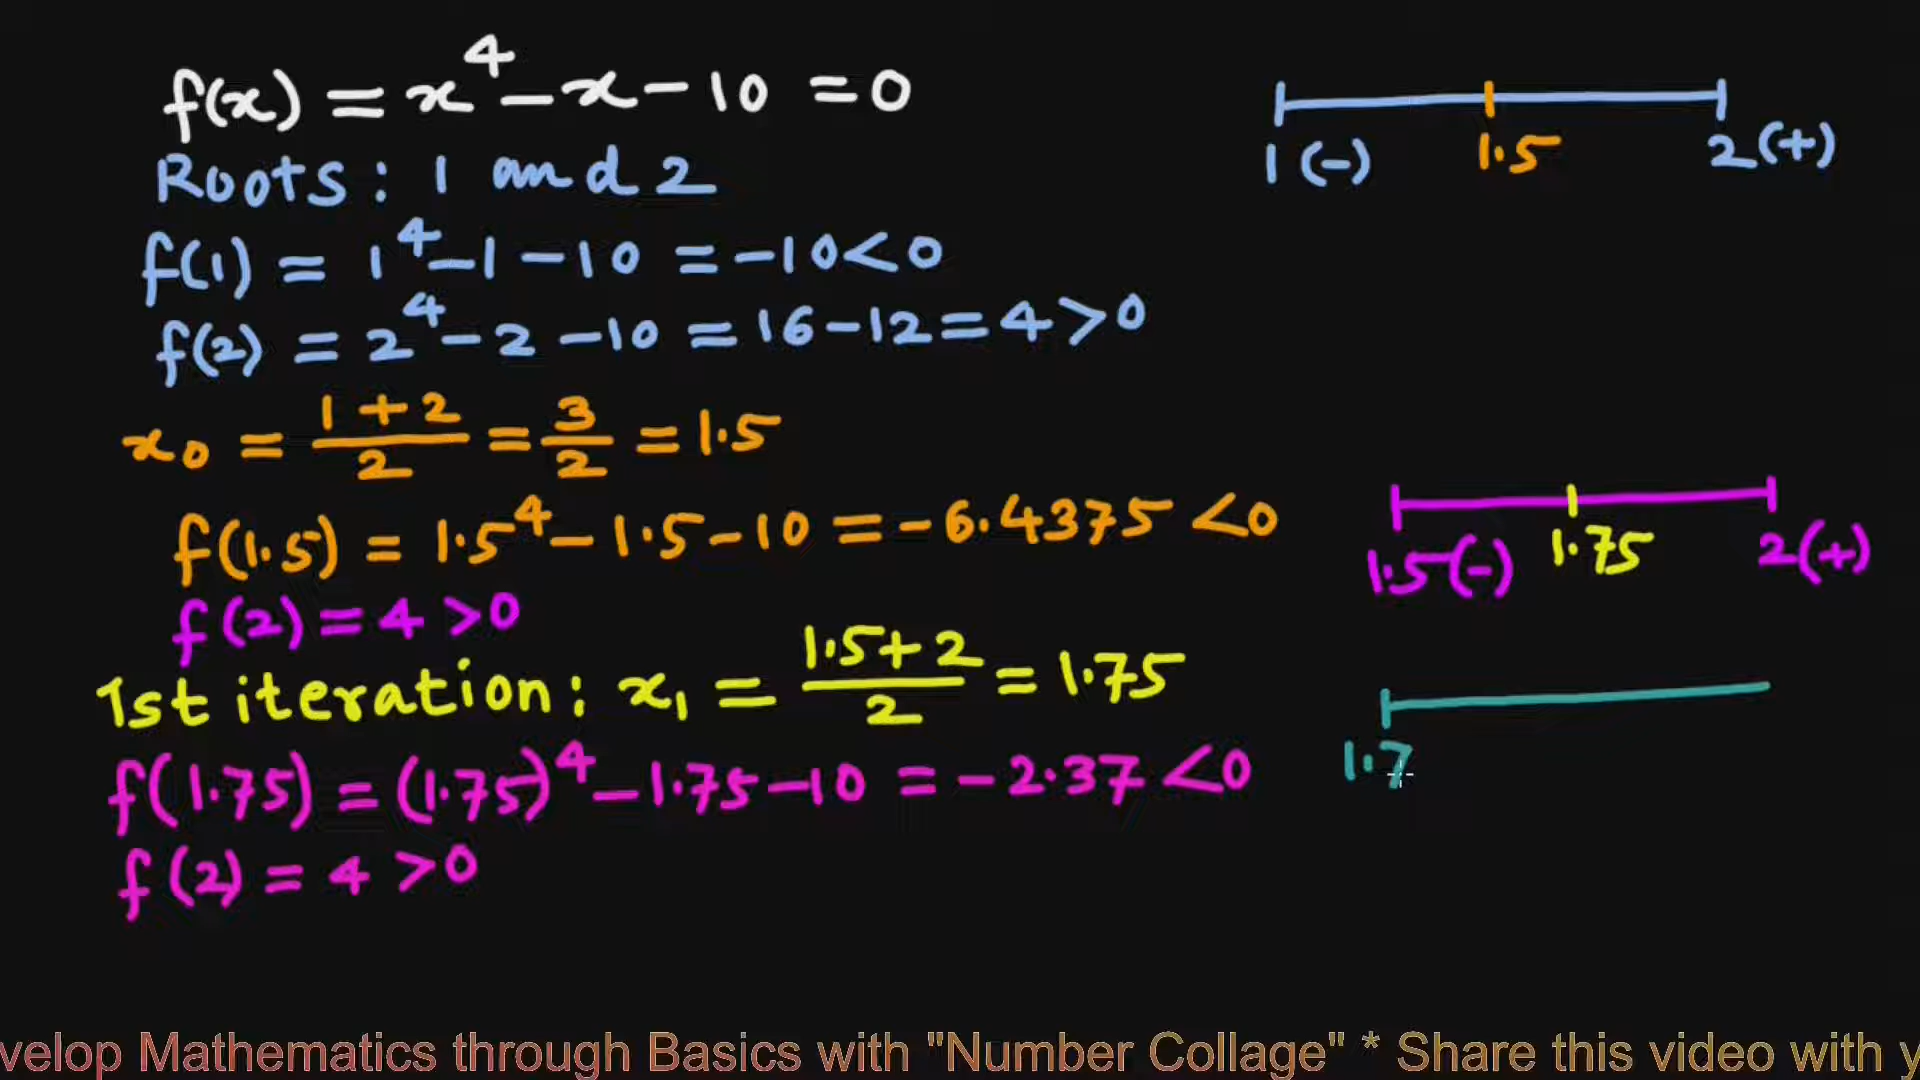 f(x) = x⁴ - x - 10 = 0
Roots: 1 and 2
f(1) = 1⁴ - 1 - 10 = -10 < 0
f(2) = 2⁴ - 2 - 10 = 16 - 12 = 4 > 0
x₀ = (1 + 2)/2 = 3/2 = 1.5
f(1.5) = 1.5⁴ - 1.5 - 10 = -6.4375 < 0
f(2) = 4 > 0
1st iteration: x₁ = (1.5 + 2)/2 = 1.75
f(1.75) = (1.75)⁴ - 1.75 - 10 = -2.37 < 0
f(2) = 4 > 0
1 (-) 1.5 2 (+)
1.5 (-) 1.75 2 (+)
1.7
Mathematics through Basics with "Number Collage" * Share this video with